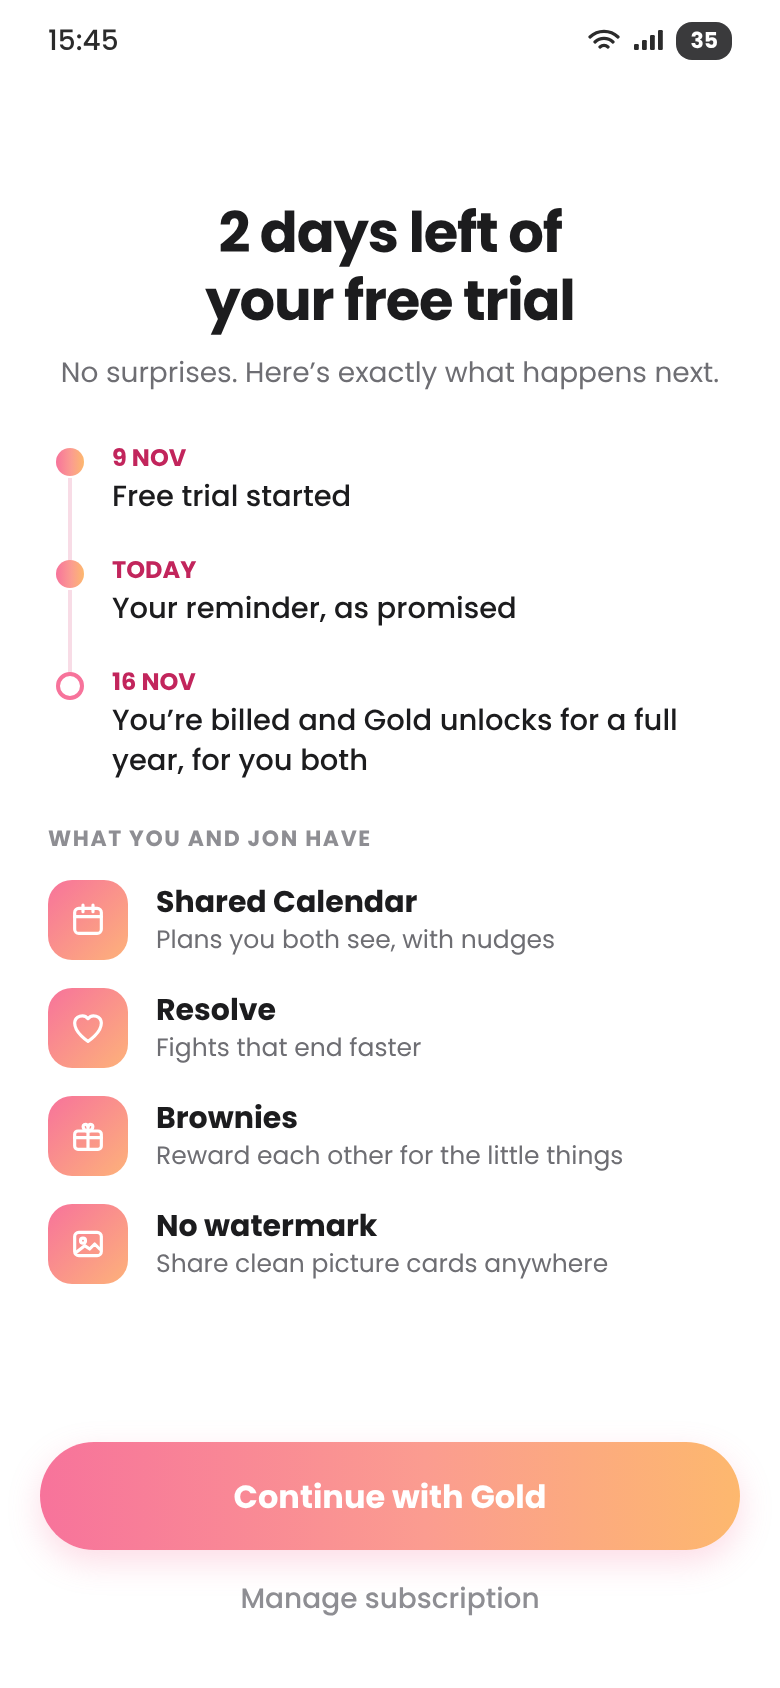 15:45
35
2 days left of
your free trial
No surprises. Here’s exactly what happens next.
9 NOV
Free trial started
TODAY
Your reminder, as promised
16 NOV
You’re billed and Gold unlocks for a full
year, for you both
WHAT YOU AND JON HAVE
Shared Calendar
Plans you both see, with nudges
Resolve
Fights that end faster
Brownies
Reward each other for the little things
No watermark
Share clean picture cards anywhere
Continue with Gold
Manage subscription